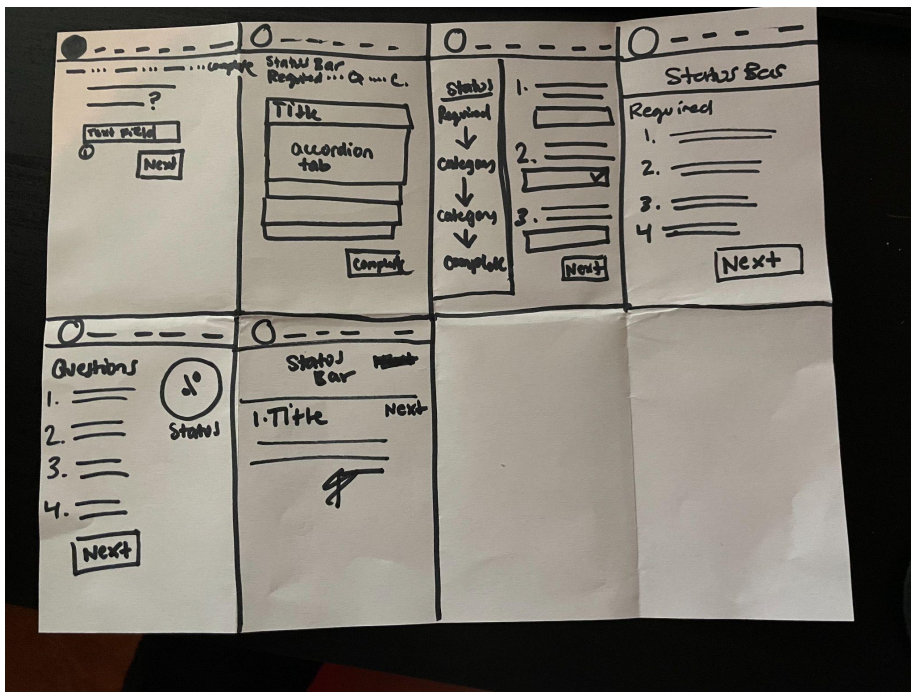 Complete
?
Text Field
Next
Status Bar
Required ... Q .... C.
Title
accordion
tab
Complete
Status
Required
Category
Category
Complete
1.
2.
3.
Next
Status Bar
Required
1.
2.
3.
4
Next
Questions
1.
2.
3.
4.
Next
Status
Status
Bar
Next
1. Title